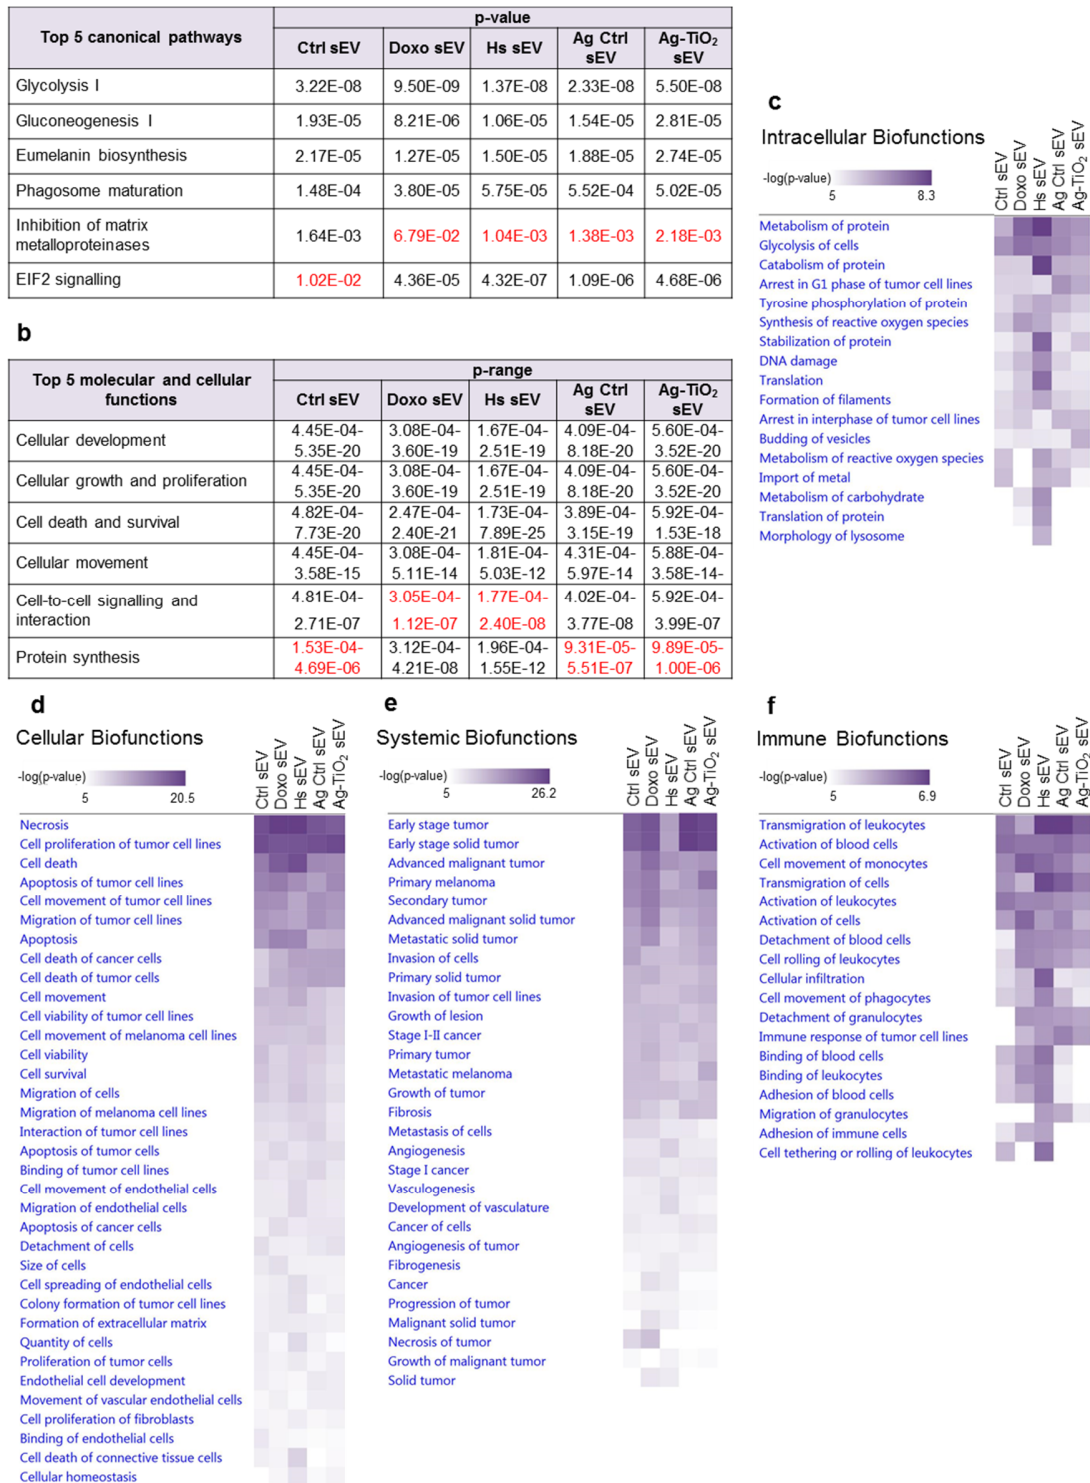 Top 5 canonical pathways
p-value
Ctrl sEV
Doxo sEV
Hs sEV
Ag Ctrl
sEV
Ag-TiO₂
sEV
Glycolysis I
3.22E-08
9.50E-09
1.37E-08
2.33E-08
5.50E-08
Gluconeogenesis I
1.93E-05
8.21E-06
1.06E-05
1.54E-05
2.81E-05
Eumelanin biosynthesis
2.17E-05
1.27E-05
1.50E-05
1.88E-05
2.74E-05
Phagosome maturation
1.48E-04
3.80E-05
5.75E-05
5.52E-04
5.02E-05
Inhibition of matrix
metalloproteinases
1.64E-03
6.79E-02
1.04E-03
1.38E-03
2.18E-03
EIF2 signalling
1.02E-02
4.36E-05
4.32E-07
1.09E-06
4.68E-06
b
Top 5 molecular and cellular
functions
p-range
Ctrl sEV
Doxo sEV
Hs sEV
Ag Ctrl
sEV
Ag-TiO₂
sEV
Cellular development
4.45E-04-
5.35E-20
3.08E-04-
3.60E-19
1.67E-04-
2.51E-19
4.09E-04-
8.18E-20
5.60E-04-
3.52E-20
Cellular growth and proliferation
4.45E-04-
5.35E-20
3.08E-04-
3.60E-19
1.67E-04-
2.51E-19
4.09E-04-
8.18E-20
5.60E-04-
3.52E-20
Cell death and survival
4.82E-04-
7.73E-20
2.47E-04-
2.40E-21
1.73E-04-
7.89E-25
3.89E-04-
3.15E-19
5.92E-04-
1.53E-18
Cellular movement
4.45E-04-
3.58E-15
3.08E-04-
5.11E-14
1.81E-04-
5.03E-12
4.31E-04-
5.97E-14
5.88E-04-
3.58E-14-
Cell-to-cell signalling and
interaction
4.81E-04-
2.71E-07
3.05E-04-
1.12E-07
1.77E-04-
2.40E-08
4.02E-04-
3.77E-08
5.92E-04-
3.99E-07
Protein synthesis
1.53E-04-
4.69E-06
3.12E-04-
4.21E-08
1.96E-04-
1.55E-12
9.31E-05-
5.51E-07
9.89E-05-
1.00E-06
c
Intracellular Biofunctions
-log(p-value)
5
8.3
Ctrl sEV
Doxo sEV
Hs sEV
Ag Ctrl sEV
Ag-TiO₂ sEV
Metabolism of protein
Glycolysis of cells
Catabolism of protein
Arrest in G1 phase of tumor cell lines
Tyrosine phosphorylation of protein
Synthesis of reactive oxygen species
Stabilization of protein
DNA damage
Translation
Formation of filaments
Arrest in interphase of tumor cell lines
Budding of vesicles
Metabolism of reactive oxygen species
Import of metal
Metabolism of carbohydrate
Translation of protein
Morphology of lysosome
d
Cellular Biofunctions
-log(p-value)
5
20.5
Ctrl sEV
Doxo sEV
Hs sEV
Ag Ctrl sEV
Ag-TiO₂ sEV
Necrosis
Cell proliferation of tumor cell lines
Cell death
Apoptosis of tumor cell lines
Cell movement of tumor cell lines
Migration of tumor cell lines
Apoptosis
Cell death of cancer cells
Cell death of tumor cells
Cell movement
Cell viability of tumor cell lines
Cell movement of melanoma cell lines
Cell viability
Cell survival
Migration of cells
Migration of melanoma cell lines
Interaction of tumor cell lines
Apoptosis of tumor cells
Binding of tumor cell lines
Cell movement of endothelial cells
Migration of endothelial cells
Apoptosis of cancer cells
Detachment of cells
Size of cells
Cell spreading of endothelial cells
Colony formation of tumor cell lines
Formation of extracellular matrix
Quantity of cells
Proliferation of tumor cells
Endothelial cell development
Movement of vascular endothelial cells
Cell proliferation of fibroblasts
Binding of endothelial cells
Cell death of connective tissue cells
Cellular homeostasis
e
Systemic Biofunctions
-log(p-value)
5
26.2
Ctrl sEV
Doxo sEV
Hs sEV
Ag Ctrl sEV
Ag-TiO₂ sEV
Early stage tumor
Early stage solid tumor
Advanced malignant tumor
Primary melanoma
Secondary tumor
Advanced malignant solid tumor
Metastatic solid tumor
Invasion of cells
Primary solid tumor
Invasion of tumor cell lines
Growth of lesion
Stage I-II cancer
Primary tumor
Metastatic melanoma
Growth of tumor
Fibrosis
Metastasis of cells
Angiogenesis
Stage I cancer
Vasculogenesis
Development of vasculature
Cancer of cells
Angiogenesis of tumor
Fibrogenesis
Cancer
Progression of tumor
Malignant solid tumor
Necrosis of tumor
Growth of malignant tumor
Solid tumor
f
Immune Biofunctions
-log(p-value)
5
6.9
Ctrl sEV
Doxo sEV
Hs sEV
Ag Ctrl sEV
Ag-TiO₂ sEV
Transmigration of leukocytes
Activation of blood cells
Cell movement of monocytes
Transmigration of cells
Activation of leukocytes
Activation of cells
Detachment of blood cells
Cell rolling of leukocytes
Cellular infiltration
Cell movement of phagocytes
Detachment of granulocytes
Immune response of tumor cell lines
Binding of blood cells
Binding of leukocytes
Adhesion of blood cells
Migration of granulocytes
Adhesion of immune cells
Cell tethering or rolling of leukocytes